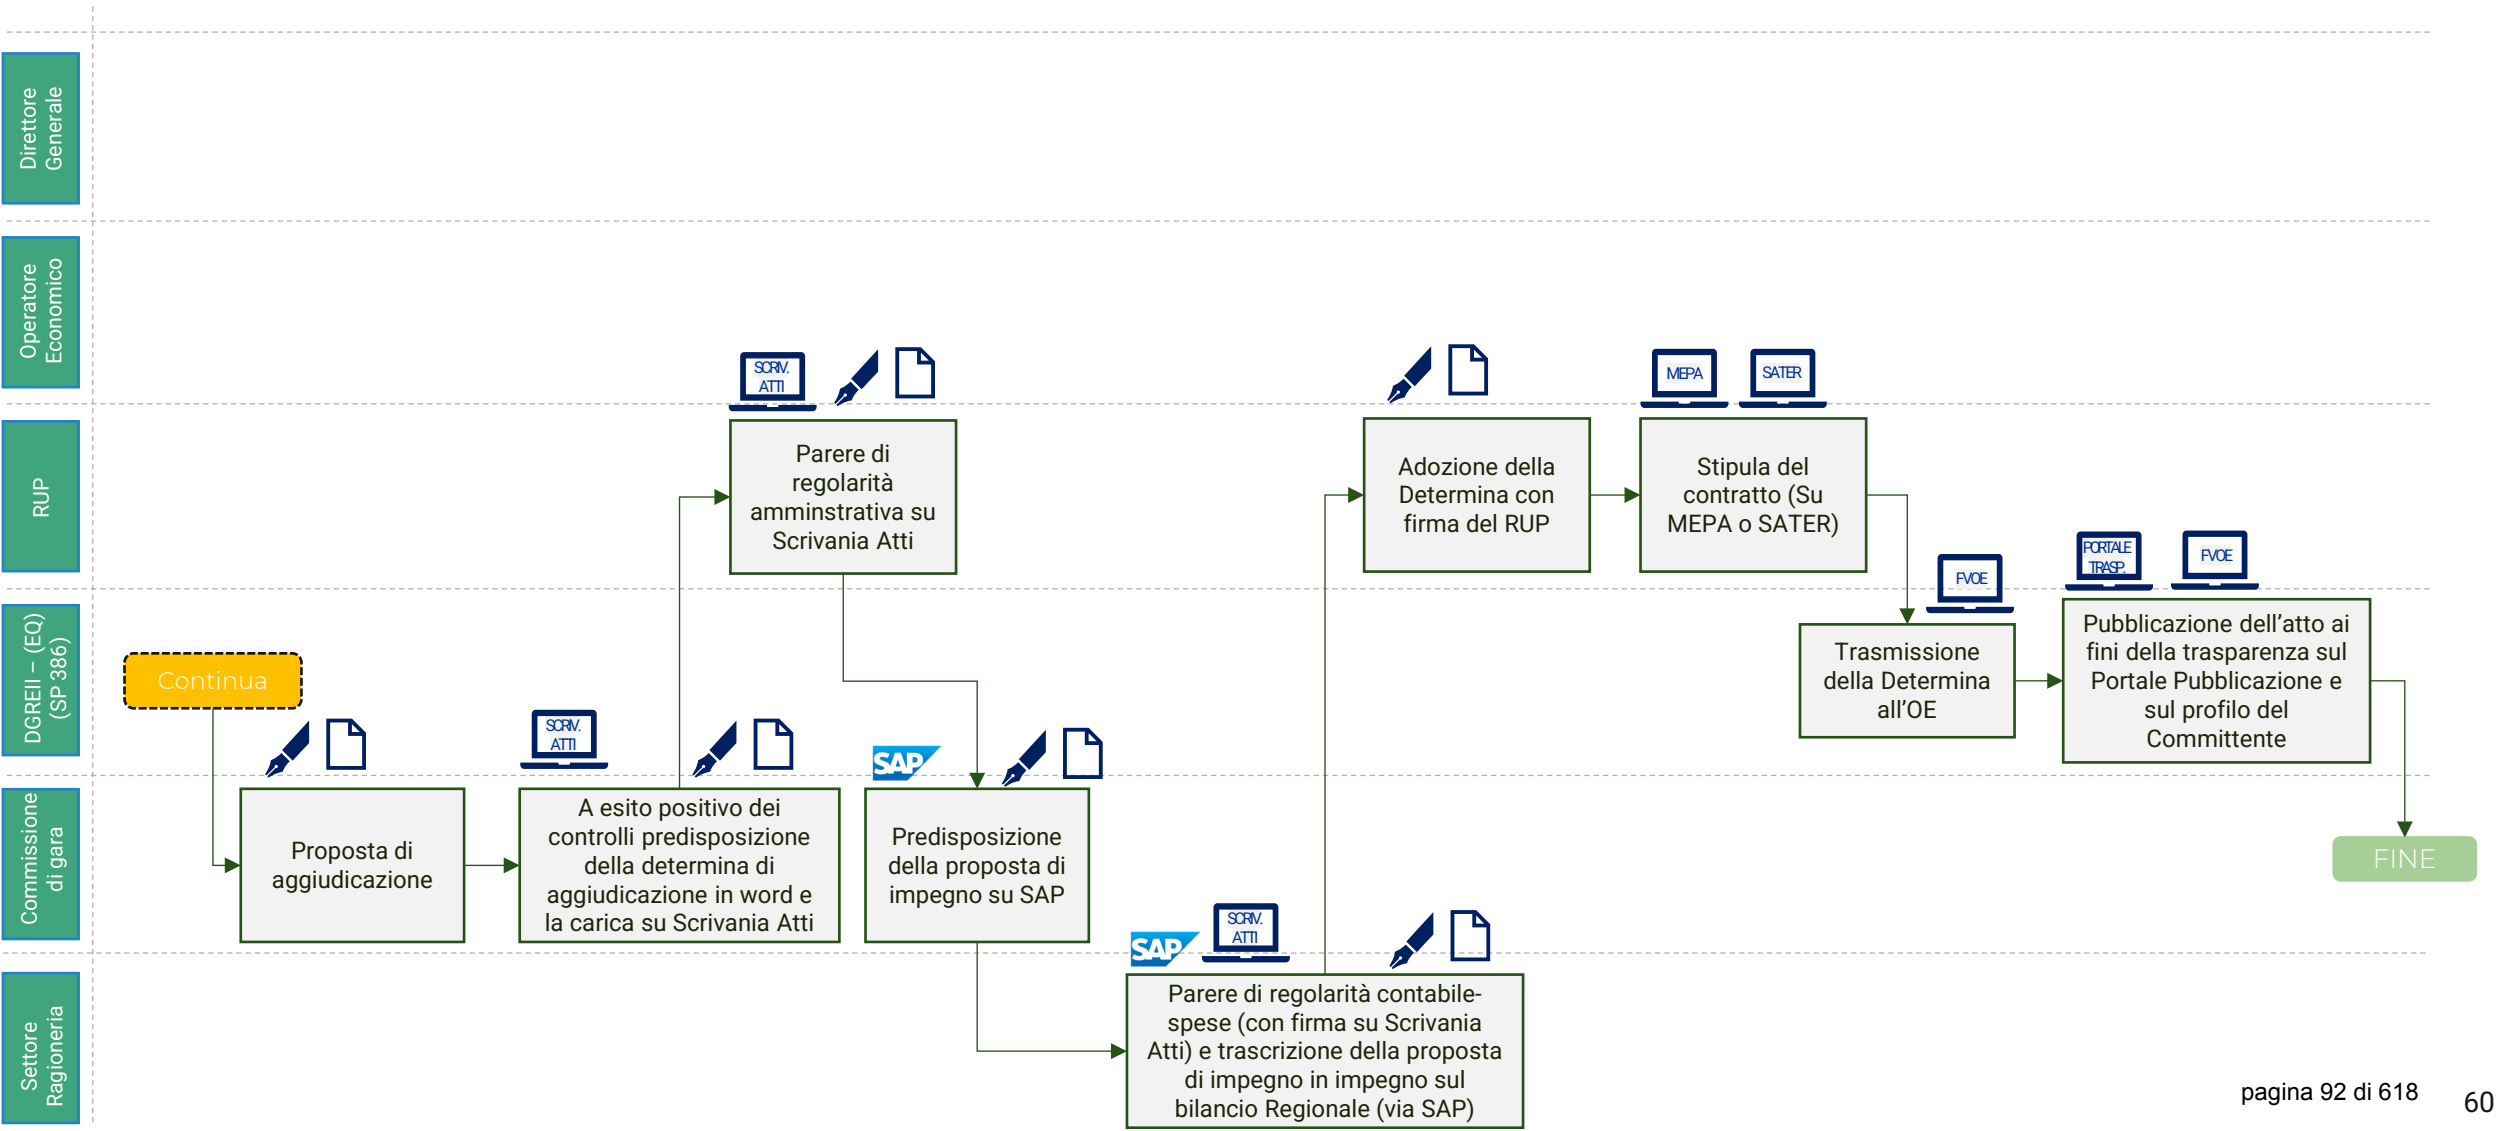 Direttore
Generale
Operatore
Economico
RUP
DGREII – (EQ)
(SP 386)
Commissione
di gara
Settore
Ragioneria
Continua
Proposta di
aggiudicazione
SCRIV.
ATTI
A esito positivo dei
controlli predisposizione
della determina di
aggiudicazione in word e
la carica su Scrivania Atti
SCRIV.
ATTI
Parere di
regolarità
amminstrativa su
Scrivania Atti
SAP
Predisposizione
della proposta di
impegno su SAP
SAP
SCRIV.
ATTI
Parere di regolarità contabile-
spese (con firma su Scrivania
Atti) e trascrizione della proposta
di impegno in impegno sul
bilancio Regionale (via SAP)
Adozione della
Determina con
firma del RUP
MEPA
SATER
Stipula del
contratto (Su
MEPA o SATER)
FVOE
Trasmissione
della Determina
all’OE
PORTALE
TRASP.
FVOE
Pubblicazione dell’atto ai
fini della trasparenza sul
Portale Pubblicazione e
sul profilo del
Committente
FINE
pagina 92 di 618
60